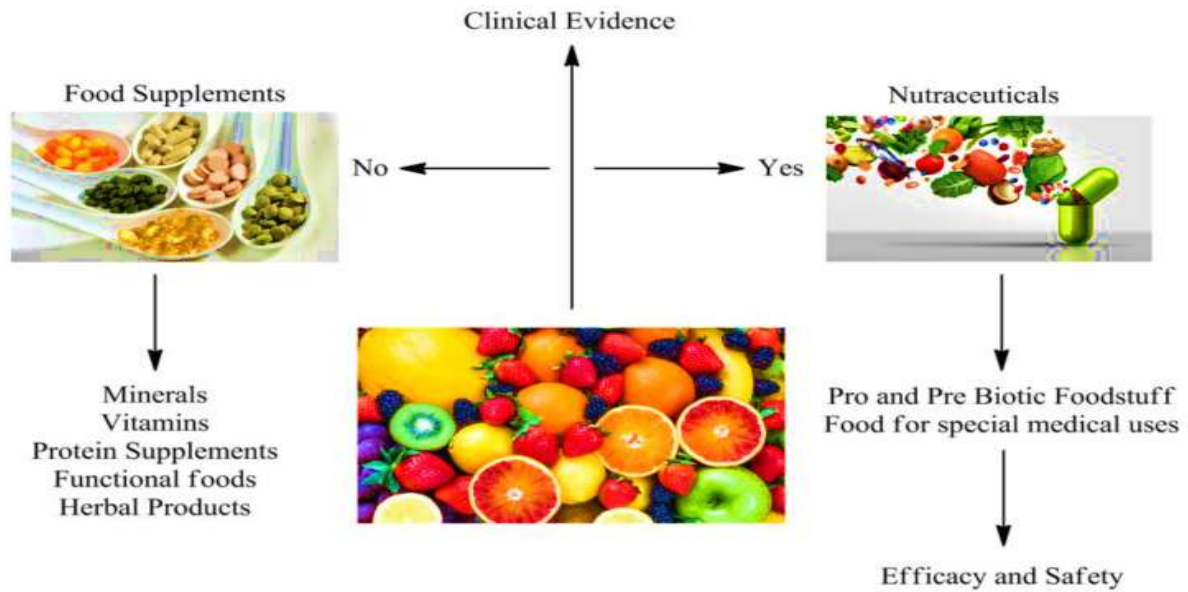 Clinical Evidence
Food Supplements
Nutraceuticals
No
Yes
Minerals
Vitamins
Protein Supplements
Functional foods
Herbal Products
Pro and Pre Biotic Foodstuff
Food for special medical uses
Efficacy and Safety